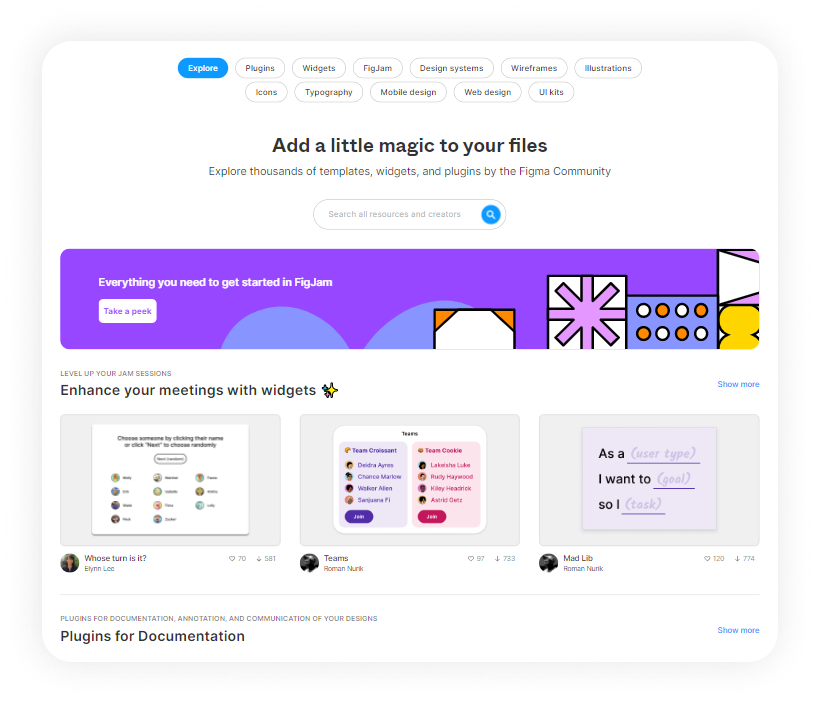 Explore Plugins Widgets FigJam Design systems Wireframes Illustrations
Icons Typography Mobile design Web design UI kits
Add a little magic to your files
Explore thousands of templates, widgets, and plugins by the Figma Community
Search all resources and creators
Everything you need to get started in FigJam
Take a peek
LEVEL UP YOUR JAM SESSIONS
Enhance your meetings with widgets ✨
Show more
Choose someone by clicking their name
or click "Next" to choose randomly
Next (random)
Teams
Team Croissant
Deidra Ayres
Chance Marlow
Walker Allen
Sanjuana Fi
Join
Team Cookie
Lakeisha Luke
Rudy Haywood
Kiley Headrick
Astrid Getz
Join
As a (user type)
I want to (goal)
so I (task)
Whose turn is it?
Elynn Lee
70 581
Teams
Roman Nurik
97 733
Mad Lib
Roman Nurik
120 774
PLUGINS FOR DOCUMENTATION, ANNOTATION, AND COMMUNICATION OF YOUR DESIGNS
Plugins for Documentation
Show more